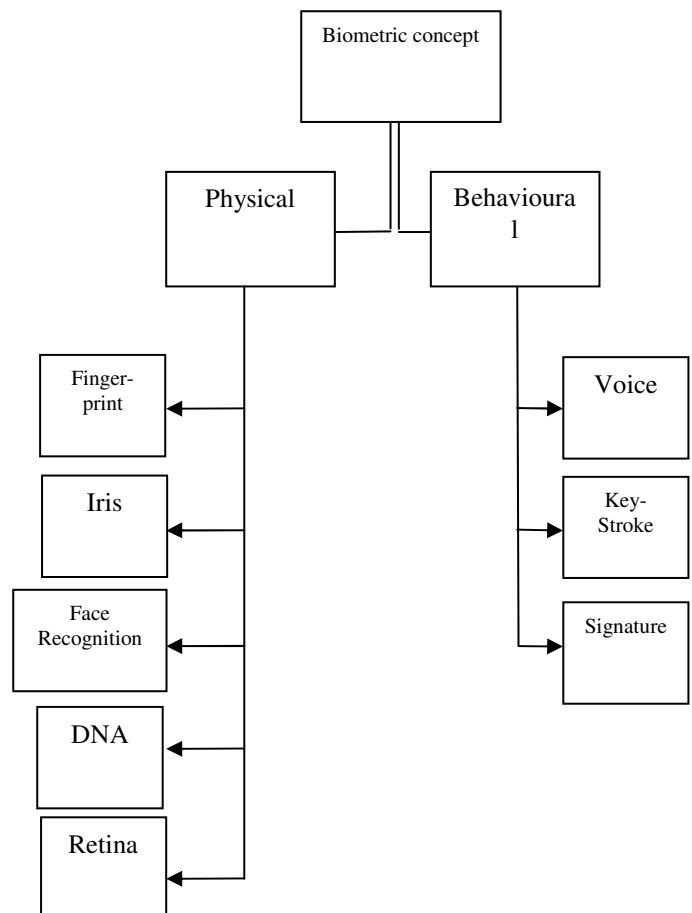 Biometric concept
Physical
Behavioura
l
Finger-
print
Iris
Face
Recognition
DNA
Retina
Voice
Key-
Stroke
Signature